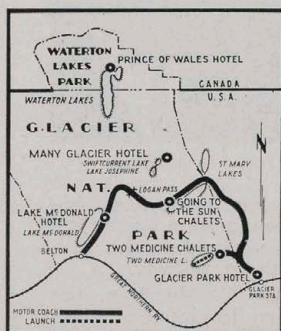 WATERTON
LAKES
PARK
PRINCE OF WALES HOTEL
CANADA
U.S.A.
WATERTON LAKES
GLACIER
MANY GLACIER HOTEL
SWIFTCURRENT LAKE
LAKE JOSEPHINE
ST MARY
LAKES
NAT.
LOGAN PASS
GOING TO
THE SUN
CHALETS
LAKE McDONALD
HOTEL
LAKE McDONALD
PARK
TWO MEDICINE CHALETS
TWO MEDICINE L.
BELTON
GLACIER PARK HOTEL
GREAT NORTHERN RY.
GLACIER
PARK STA.
MOTOR COACH
LAUNCH
N